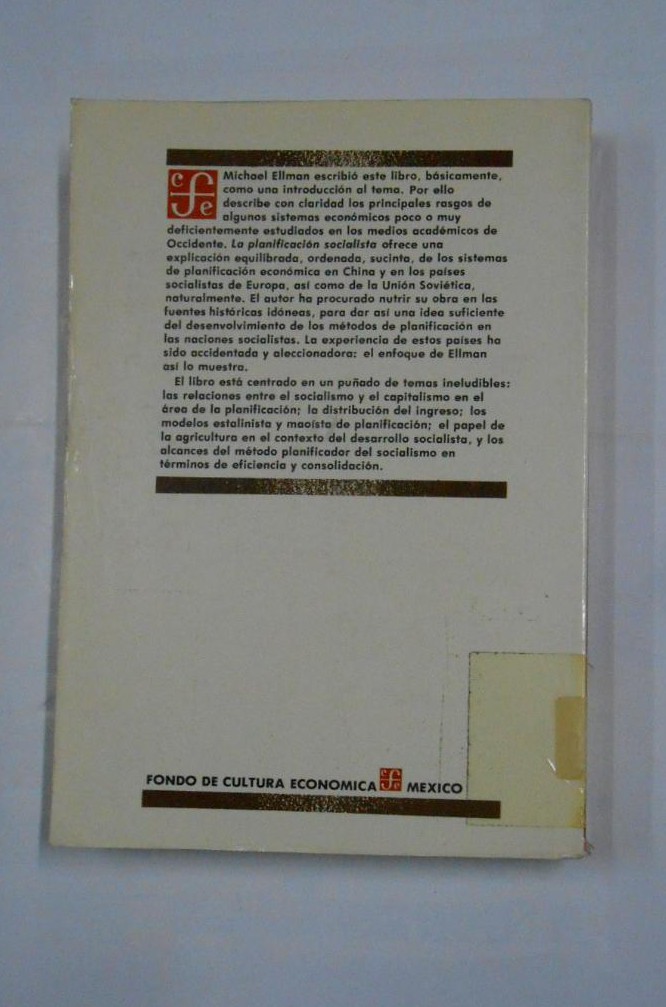 cfe
Michael Ellman escribió este libro, básicamente,
como una introducción al tema. Por ello
describe con claridad los principales rasgos de
algunos sistemas económicos poco o muy
deficientemente estudiados en los medios académicos de
Occidente. La planificación socialista ofrece una
explicación equilibrada, ordenada, sucinta, de los sistemas
de planificación económica en China y en los países
socialistas de Europa, así como de la Unión Soviética,
naturalmente. El autor ha procurado nutrir su obra en las
fuentes históricas idóneas, para dar así una idea suficiente
del desenvolvimiento de los métodos de planificación en
las naciones socialistas. La experiencia de estos países ha
sido accidentada y aleccionadora: el enfoque de Ellman
así lo muestra.
El libro está centrado en un puñado de temas ineludibles:
las relaciones entre el socialismo y el capitalismo en el
área de la planificación; la distribución del ingreso; los
modelos estalinista y maoísta de planificación; el papel de
la agricultura en el contexto del desarrollo socialista, y los
alcances del método planificador del socialismo en
términos de eficiencia y consolidación.
FONDO DE CULTURA ECONOMICA cfe MEXICO